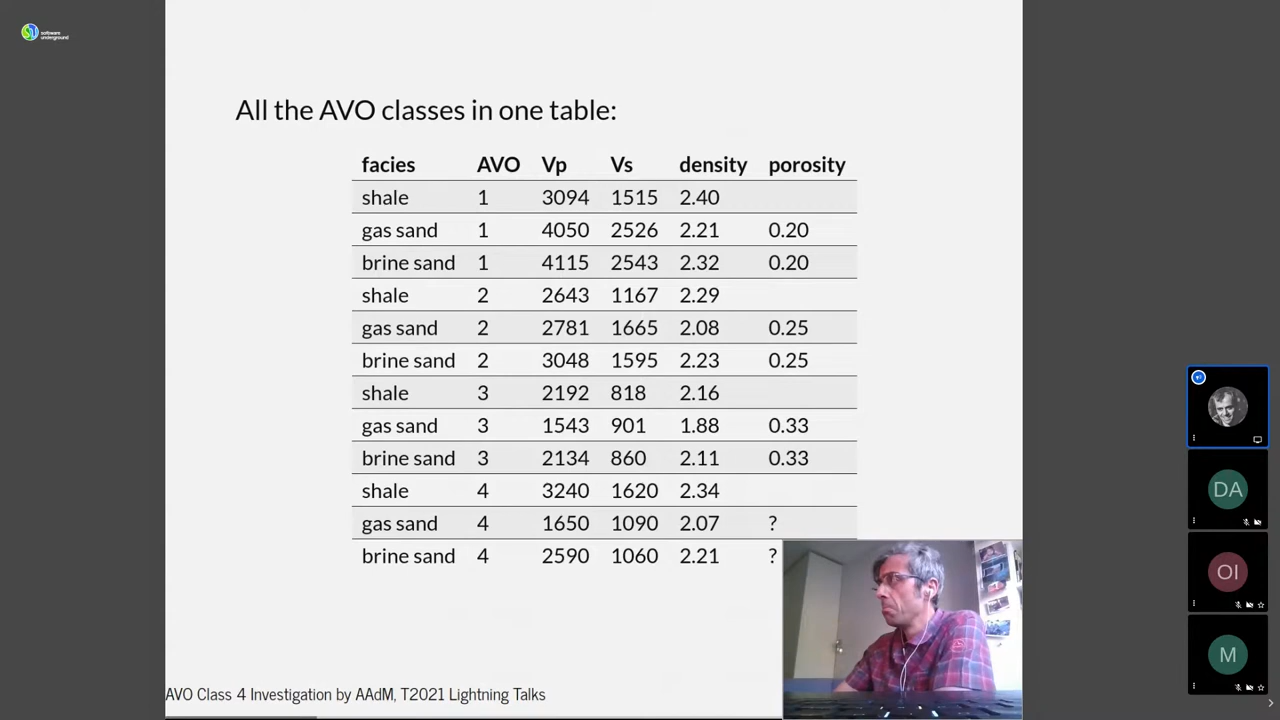 software
underground
All the AVO classes in one table:
facies AVO Vp Vs density porosity
shale 1 3094 1515 2.40
gas sand 1 4050 2526 2.21 0.20
brine sand 1 4115 2543 2.32 0.20
shale 2 2643 1167 2.29
gas sand 2 2781 1665 2.08 0.25
brine sand 2 3048 1595 2.23 0.25
shale 3 2192 818 2.16
gas sand 3 1543 901 1.88 0.33
brine sand 3 2134 860 2.11 0.33
shale 4 3240 1620 2.34
gas sand 4 1650 1090 2.07 ?
brine sand 4 2590 1060 2.21 ?
AVO Class 4 Investigation by AAdM, T2021 Lightning Talks
DA
OI
M